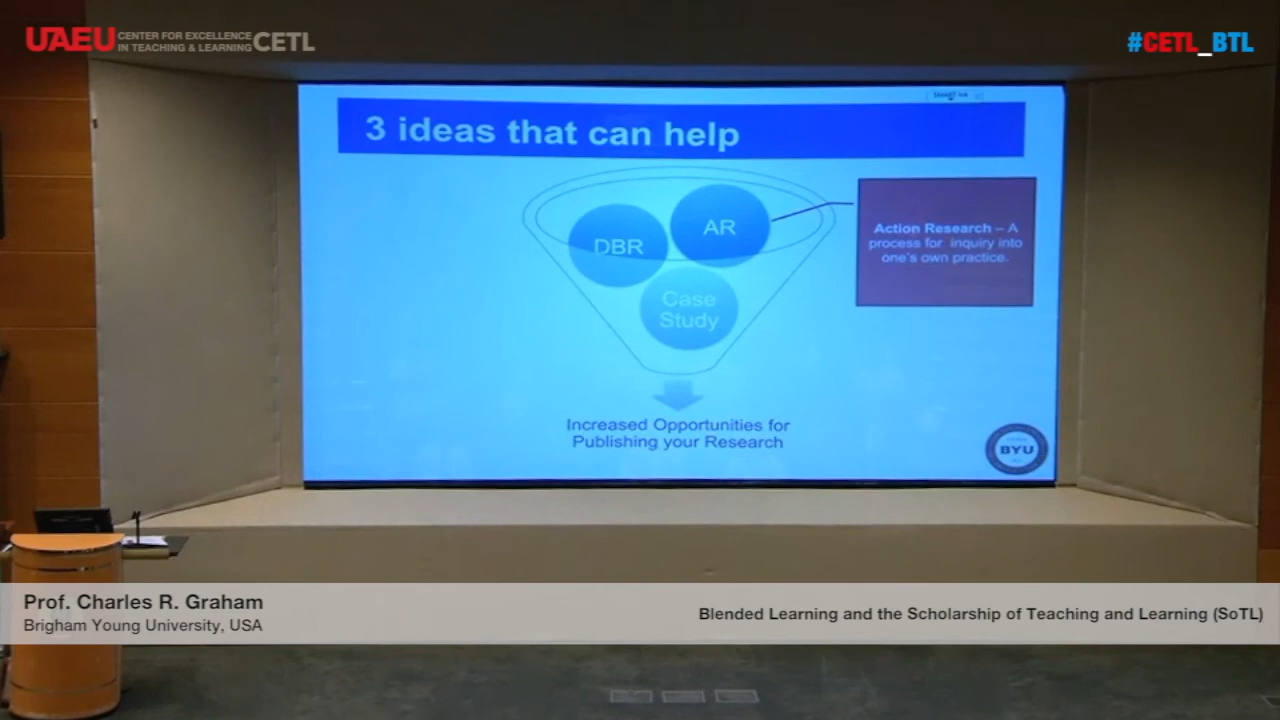 UAEU CENTER FOR EXCELLENCE
IN TEACHING & LEARNING CETL
#CETL_BTL
3 ideas that can help
DBR
AR
Case
Study
Action Research – A
process for inquiry into
one's own practice.
Increased Opportunities for
Publishing your Research
BYU
Prof. Charles R. Graham
Brigham Young University, USA
Blended Learning and the Scholarship of Teaching and Learning (SoTL)